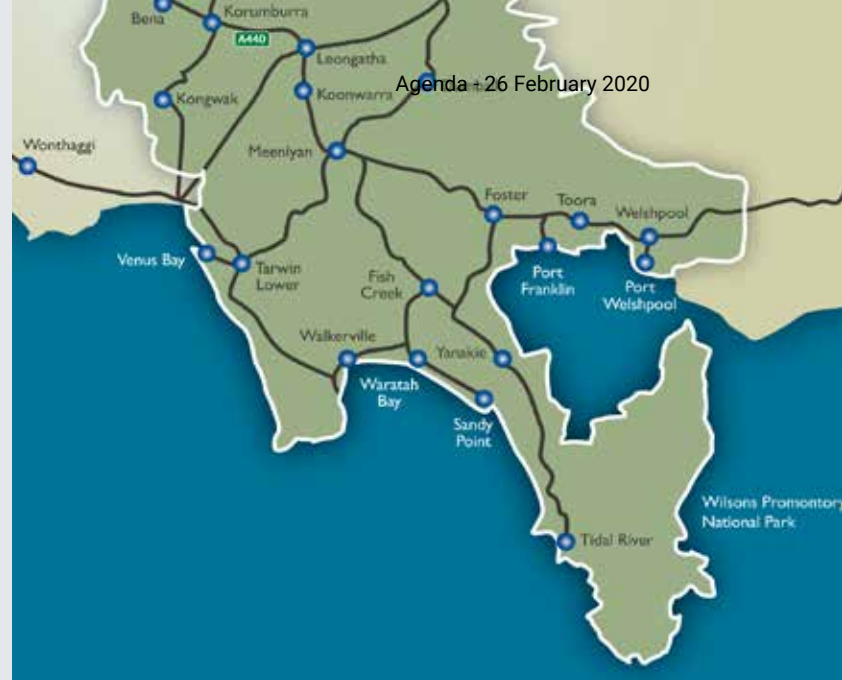 Korumburra
Bena
A440
Leongatha
Agenda - 26 February 2020
Koonwarra
Kongwak
Wonthaggi
Meeniyan
Foster
Toora
Welshpool
Venus Bay
Tarwin
Lower
Fish
Creek
Port
Franklin
Port
Welshpool
Walkerville
Yanakie
Waratah
Bay
Sandy
Point
Wilsons Promontory
National Park
Tidal River